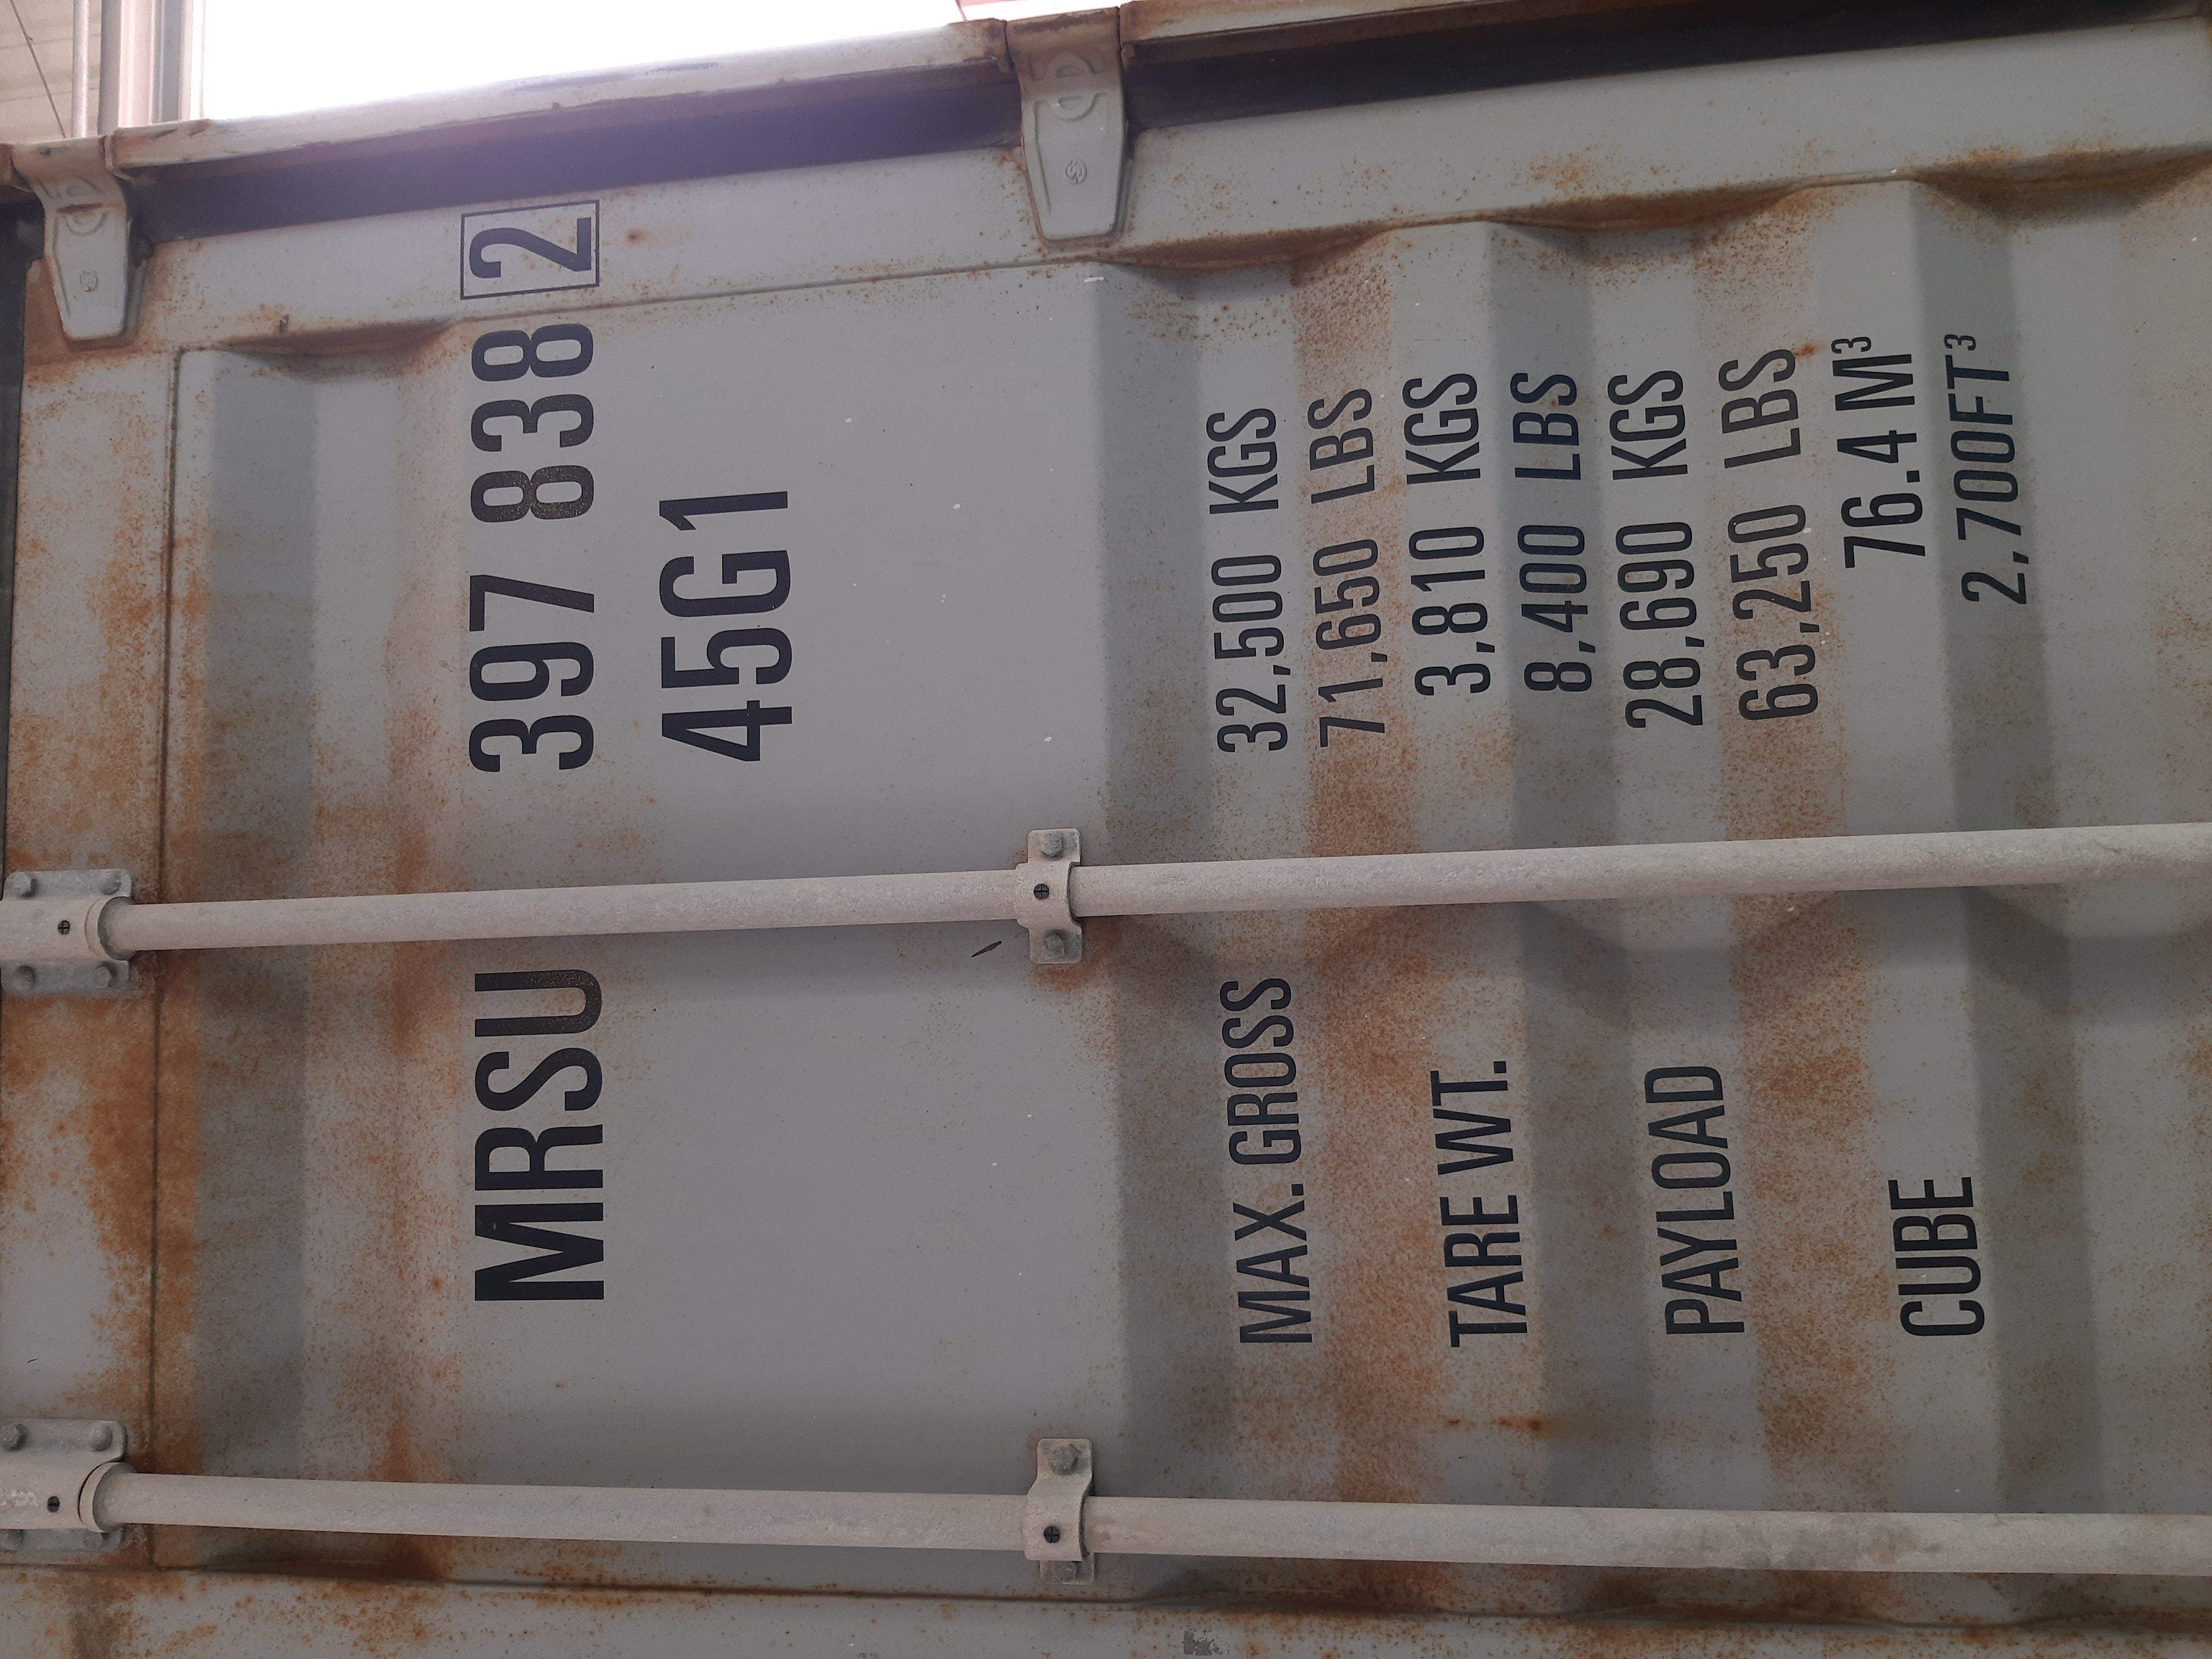 MRSU 397 838 2
45G1
MAX. GROSS 32,500 KGS
71,650 LBS
TARE WT. 3,810 KGS
8,400 LBS
PAYLOAD 28,690 KGS
63,250 LBS
CUBE 76.4 M³
2,700FT³